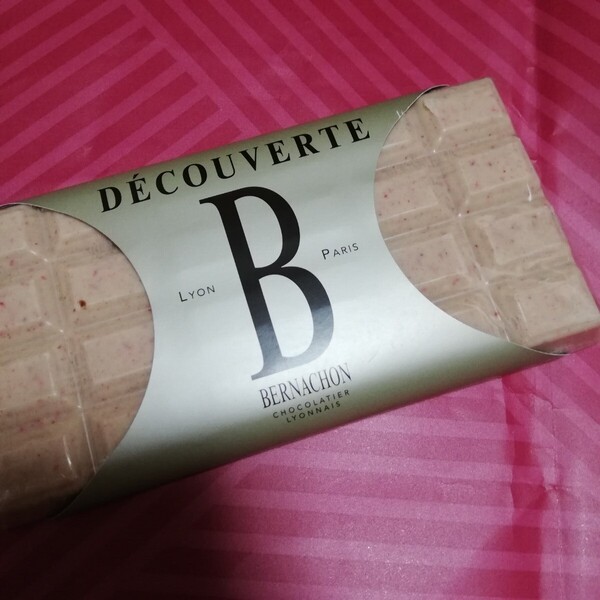 DÉCOUVERTE
B
LYON
PARIS
BERNACHON
CHOCOLATIER
LYONNAIS